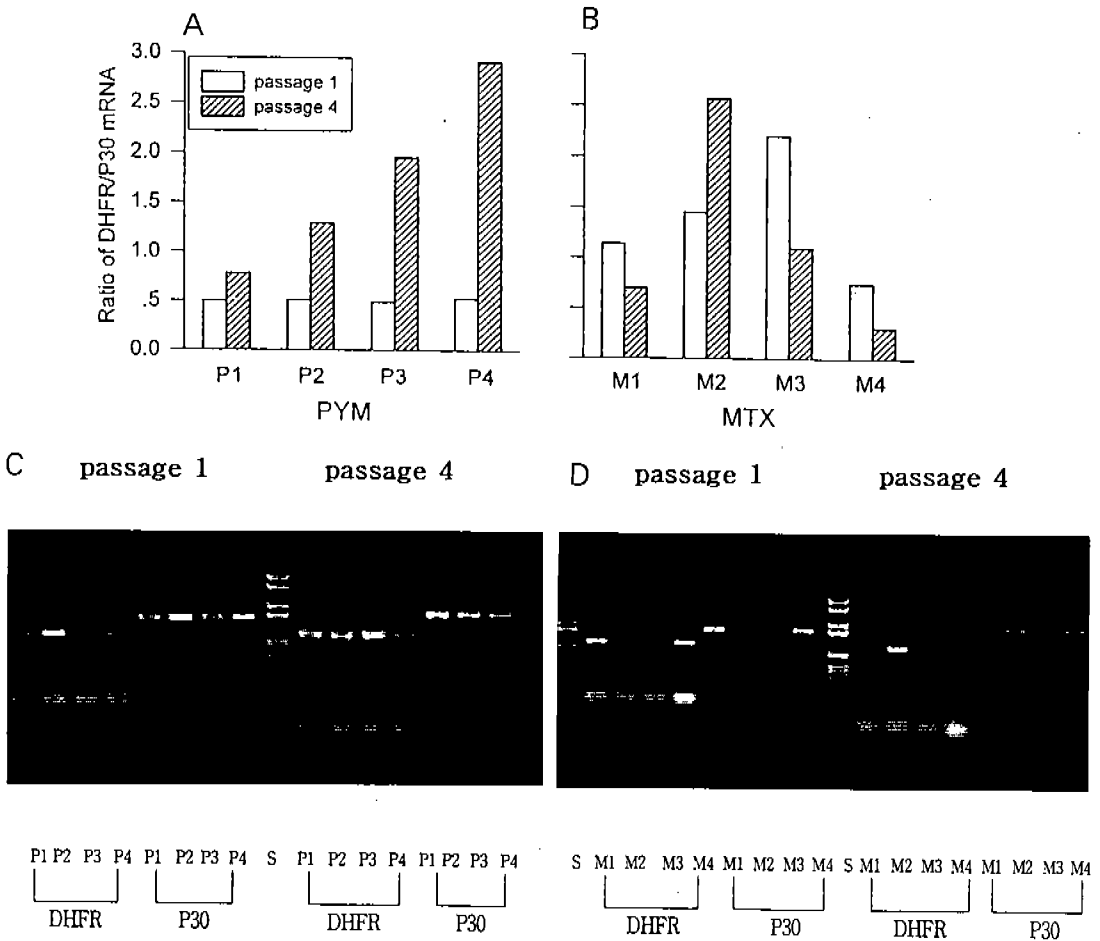 A
B
3.0
2.5
2.0
1.5
1.0
.5
0.0
Ratio of DHFR/P30 mRNA
passage 1
passage 4
P1 P2 P3 P4
PYM
M1 M2 M3 M4
MTX
C passage 1 passage 4
D passage 1 passage 4
P1 P2 P3 P4 P1 P2 P3 P4 S P1 P2 P3 P4 P1 P2 P3 P4
DHFR P30 DHFR P30
S M1 M2 M3 M4 M1 M2 M3 M4 S M1 M2 M3 M4 M1 M2 M3 M4
DHFR P30 DHFR P30